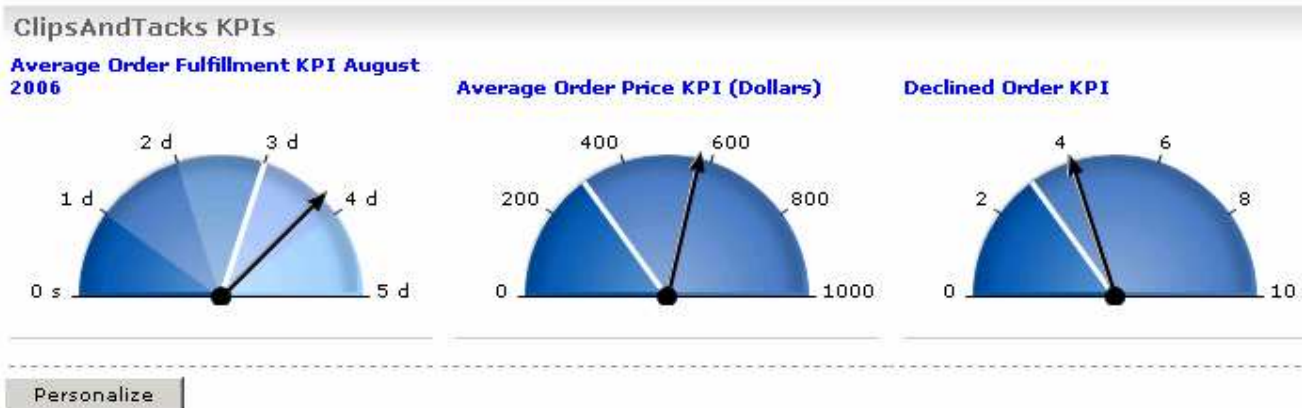 ClipsAndTacks KPIs
Average Order Fulfillment KPI August
2006
Average Order Price KPI (Dollars)
Declined Order KPI
0 s
1 d
2 d
3 d
4 d
5 d
0
200
400
600
800
1000
0
2
4
6
8
10
Personalize